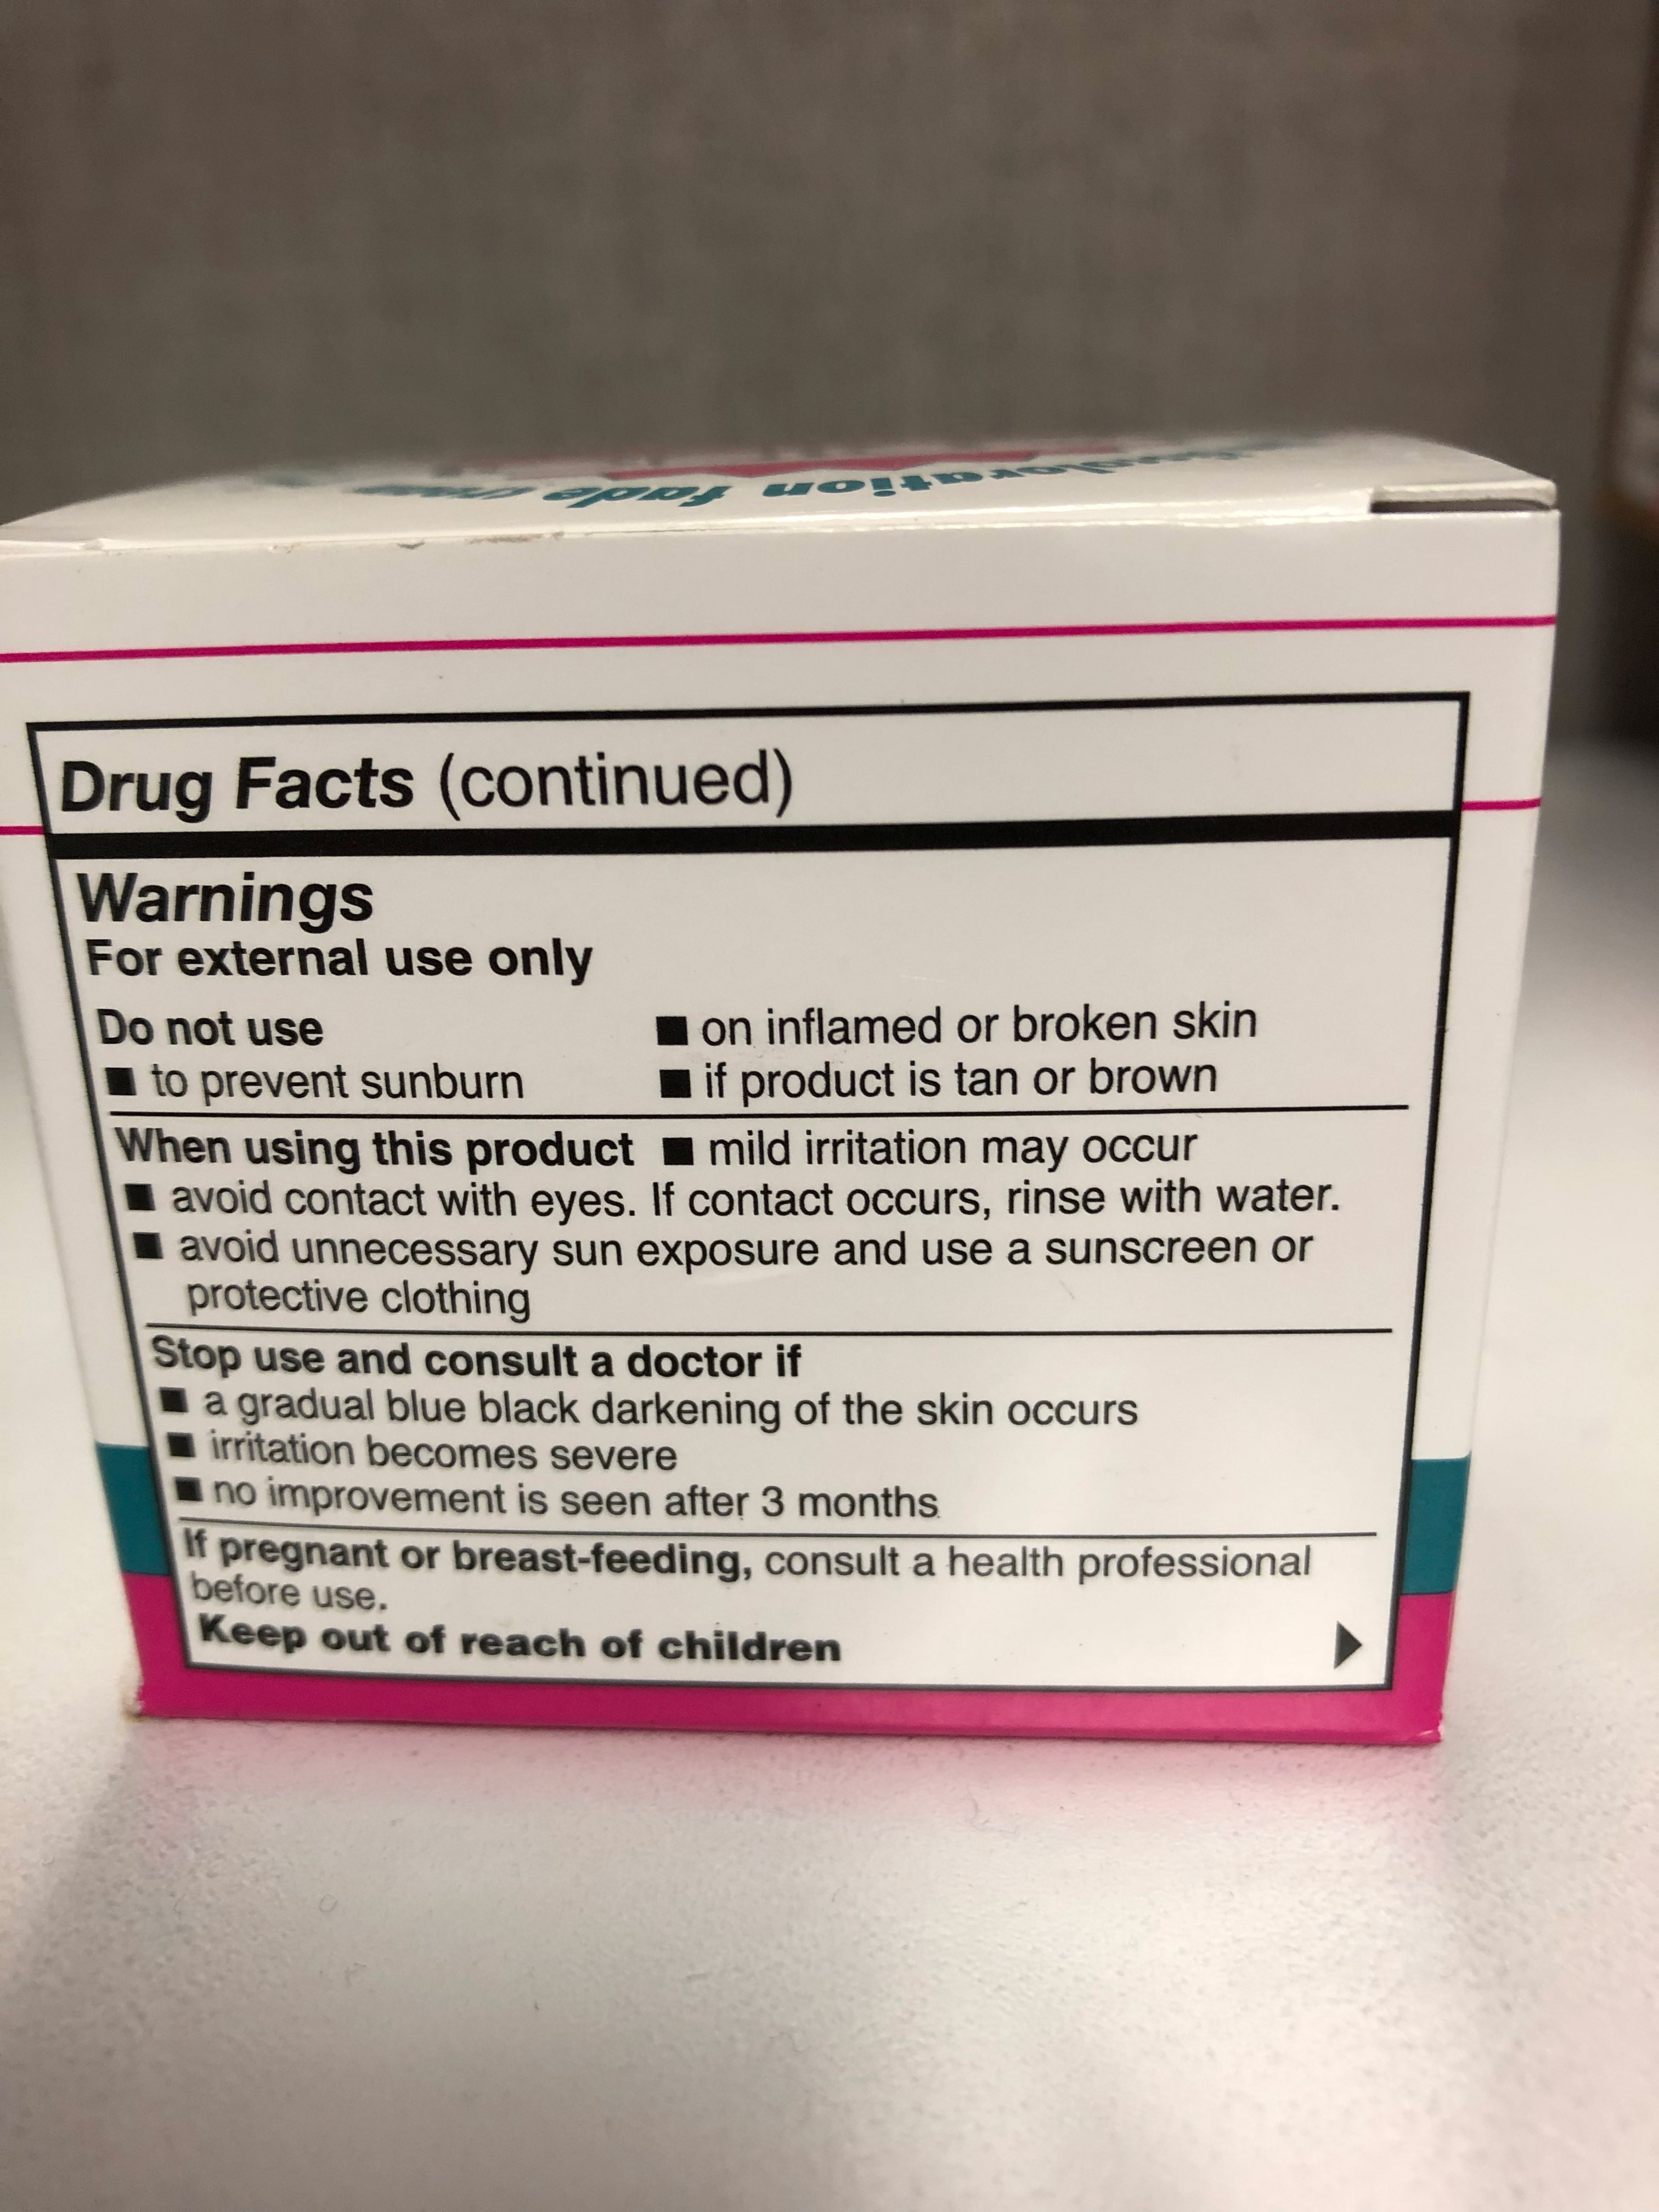 fade cream
Drug Facts (continued)
Warnings
For external use only
Do not use ■ on inflamed or broken skin
■ to prevent sunburn ■ if product is tan or brown
When using this product ■ mild irritation may occur
■ avoid contact with eyes. If contact occurs, rinse with water.
■ avoid unnecessary sun exposure and use a sunscreen or
protective clothing
Stop use and consult a doctor if
■ a gradual blue black darkening of the skin occurs
■ irritation becomes severe
■ no improvement is seen after 3 months
If pregnant or breast-feeding, consult a health professional
before use.
Keep out of reach of children